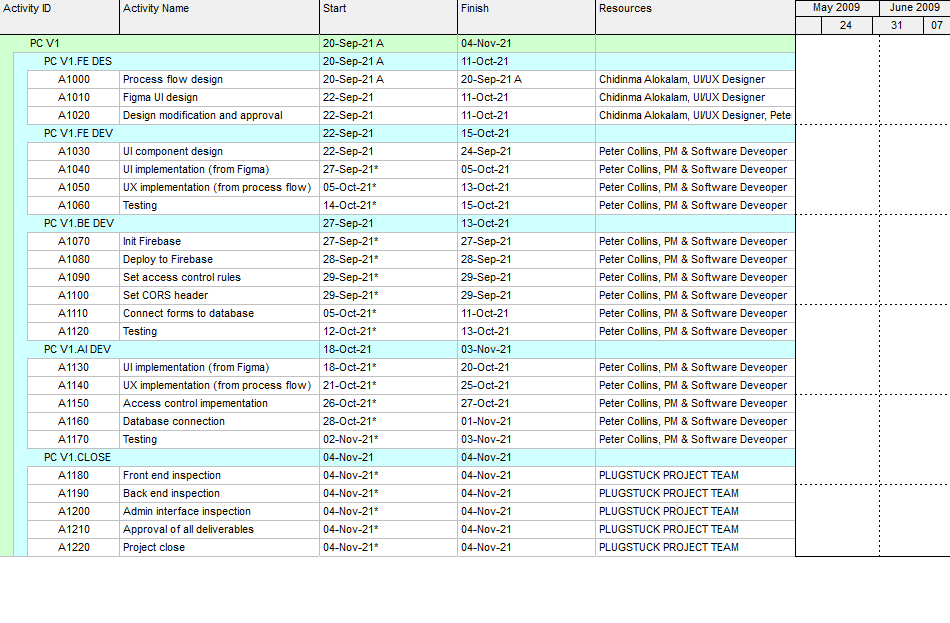 Activity ID Activity Name Start Finish Resources May 2009 June 2009
24 31 07
PC V1 20-Sep-21 A 04-Nov-21
PC V1.FE DES 20-Sep-21 A 11-Oct-21
A1000 Process flow design 20-Sep-21 A 20-Sep-21 A Chidinma Alokalam, UI/UX Designer
A1010 Figma UI design 22-Sep-21 11-Oct-21 Chidinma Alokalam, UI/UX Designer
A1020 Design modification and approval 22-Sep-21 11-Oct-21 Chidinma Alokalam, UI/UX Designer, Pete
PC V1.FE DEV 22-Sep-21 15-Oct-21
A1030 UI component design 22-Sep-21 24-Sep-21 Peter Collins, PM & Software Deveoper
A1040 UI implementation (from Figma) 27-Sep-21* 05-Oct-21 Peter Collins, PM & Software Deveoper
A1050 UX implementation (from process flow) 05-Oct-21* 13-Oct-21 Peter Collins, PM & Software Deveoper
A1060 Testing 14-Oct-21* 15-Oct-21 Peter Collins, PM & Software Deveoper
PC V1.BE DEV 27-Sep-21 13-Oct-21
A1070 Init Firebase 27-Sep-21* 27-Sep-21 Peter Collins, PM & Software Deveoper
A1080 Deploy to Firebase 28-Sep-21* 28-Sep-21 Peter Collins, PM & Software Deveoper
A1090 Set access control rules 29-Sep-21* 29-Sep-21 Peter Collins, PM & Software Deveoper
A1100 Set CORS header 29-Sep-21* 29-Sep-21 Peter Collins, PM & Software Deveoper
A1110 Connect forms to database 05-Oct-21* 11-Oct-21 Peter Collins, PM & Software Deveoper
A1120 Testing 12-Oct-21* 13-Oct-21 Peter Collins, PM & Software Deveoper
PC V1.AI DEV 18-Oct-21 03-Nov-21
A1130 UI implementation (from Figma) 18-Oct-21* 20-Oct-21 Peter Collins, PM & Software Deveoper
A1140 UX implementation (from process flow) 21-Oct-21* 25-Oct-21 Peter Collins, PM & Software Deveoper
A1150 Access control impementation 26-Oct-21* 27-Oct-21 Peter Collins, PM & Software Deveoper
A1160 Database connection 28-Oct-21* 01-Nov-21 Peter Collins, PM & Software Deveoper
A1170 Testing 02-Nov-21* 03-Nov-21 Peter Collins, PM & Software Deveoper
PC V1.CLOSE 04-Nov-21 04-Nov-21
A1180 Front end inspection 04-Nov-21* 04-Nov-21 PLUGSTUCK PROJECT TEAM
A1190 Back end inspection 04-Nov-21* 04-Nov-21 PLUGSTUCK PROJECT TEAM
A1200 Admin interface inspection 04-Nov-21* 04-Nov-21 PLUGSTUCK PROJECT TEAM
A1210 Approval of all deliverables 04-Nov-21* 04-Nov-21 PLUGSTUCK PROJECT TEAM
A1220 Project close 04-Nov-21* 04-Nov-21 PLUGSTUCK PROJECT TEAM